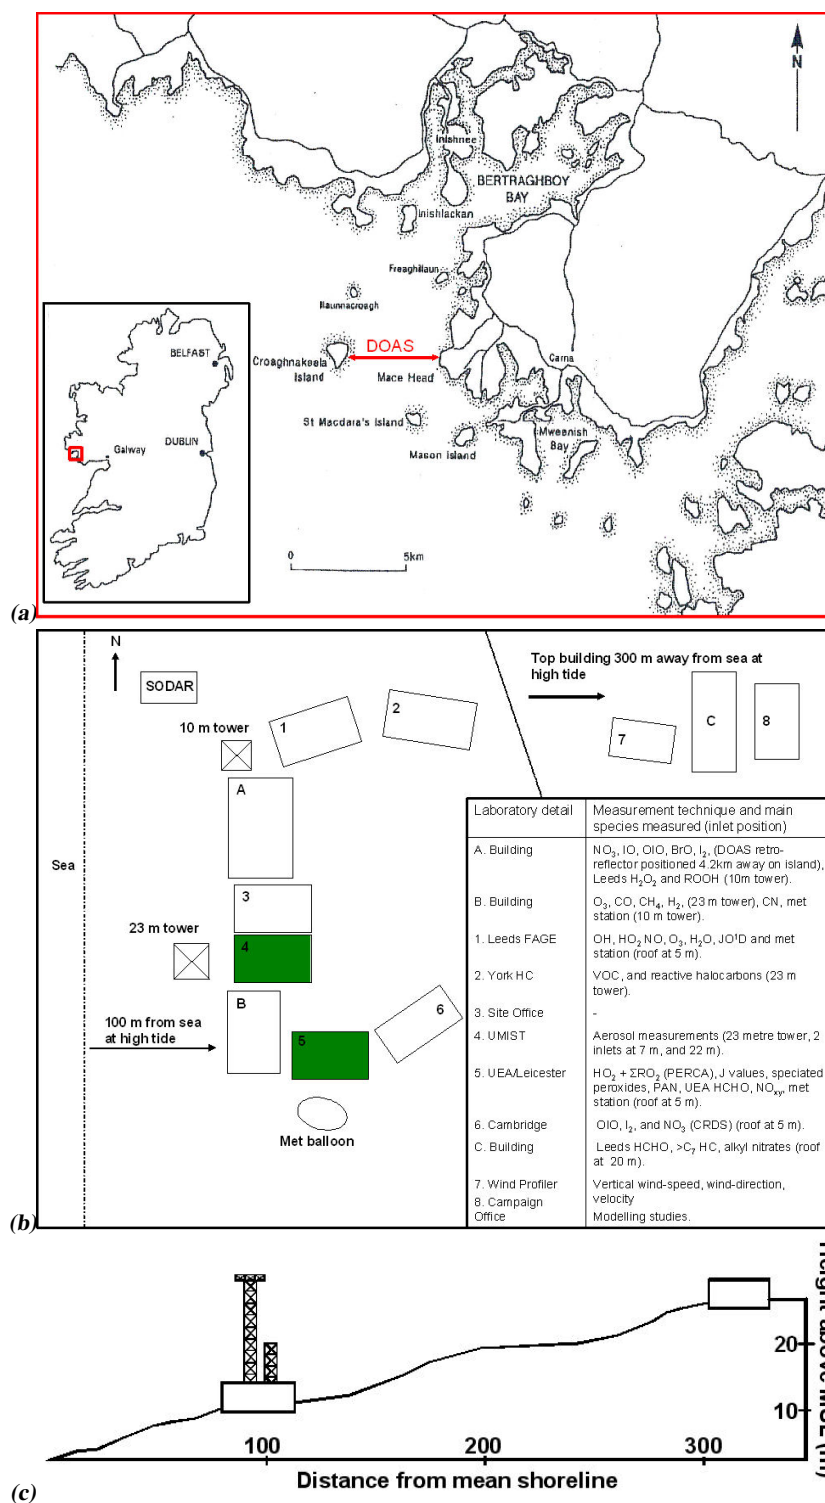 N
Inishnee
BERTRAGHBOY
BAY
Inishlackan
Freaghillaun
Illaunnacroagh
DOAS
Croaghnakeela
Island
Mace Head
Carna
St Macdara's Island
Mweenish
Bay
Mason Island
0 5km
BELFAST
DUBLIN
Galway
(a)
N
SODAR
10 m tower
1
2
Top building 300 m away from sea at
high tide
7
C
8
A
Sea
3
23 m tower
4
B
6
100 m from sea
at high tide
5
Met balloon
Laboratory detail Measurement technique and main
species measured (inlet position)
A. Building NO₃, IO, OIO, BrO, I₂, (DOAS retro-
reflector positioned 4.2km away on island),
Leeds H₂O₂ and ROOH (10m tower).
B. Building O₃, CO, CH₄, H₂, (23 m tower), CN, met
station (10 m tower).
1. Leeds FAGE OH, HO₂ NO, O₃, H₂O, JO¹D and met
station (roof at 5 m).
2. York HC VOC, and reactive halocarbons (23 m
tower).
3. Site Office -
4. UMIST Aerosol measurements (23 metre tower, 2
inlets at 7 m, and 22 m).
5. UEA/Leicester HO₂ + ΣRO₂ (PERCA), J values, speciated
peroxides, PAN, UEA HCHO, NOxy, met
station (roof at 5 m).
6. Cambridge OIO, I₂, and NO₃ (CRDS) (roof at 5 m).
C. Building Leeds HCHO, >C₇ HC, alkyl nitrates (roof
at 20 m).
7. Wind Profiler Vertical wind-speed, wind-direction,
velocity
8. Campaign
Office Modelling studies.
(b)
Height above MSL (m)
20
10
100 200 300
Distance from mean shoreline
(c)